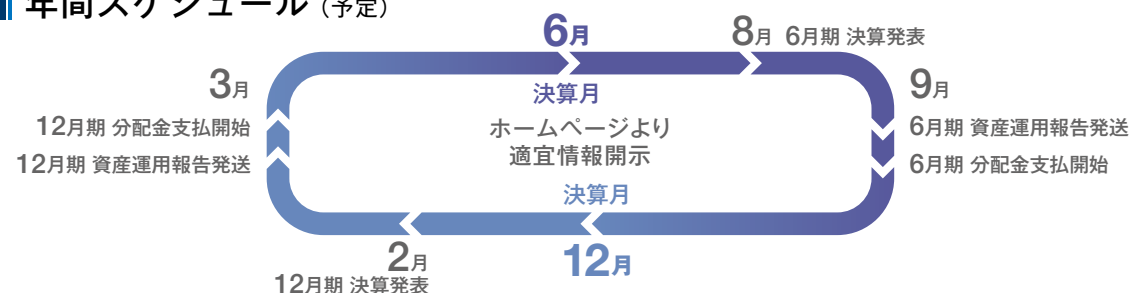 年間スケジュール（予定）
6月
決算月
8月 6月期 決算発表
9月
6月期 資産運用報告発送
6月期 分配金支払開始
ホームページより
適宜情報開示
決算月
12月
2月
12月期 決算発表
3月
12月期 分配金支払開始
12月期 資産運用報告発送